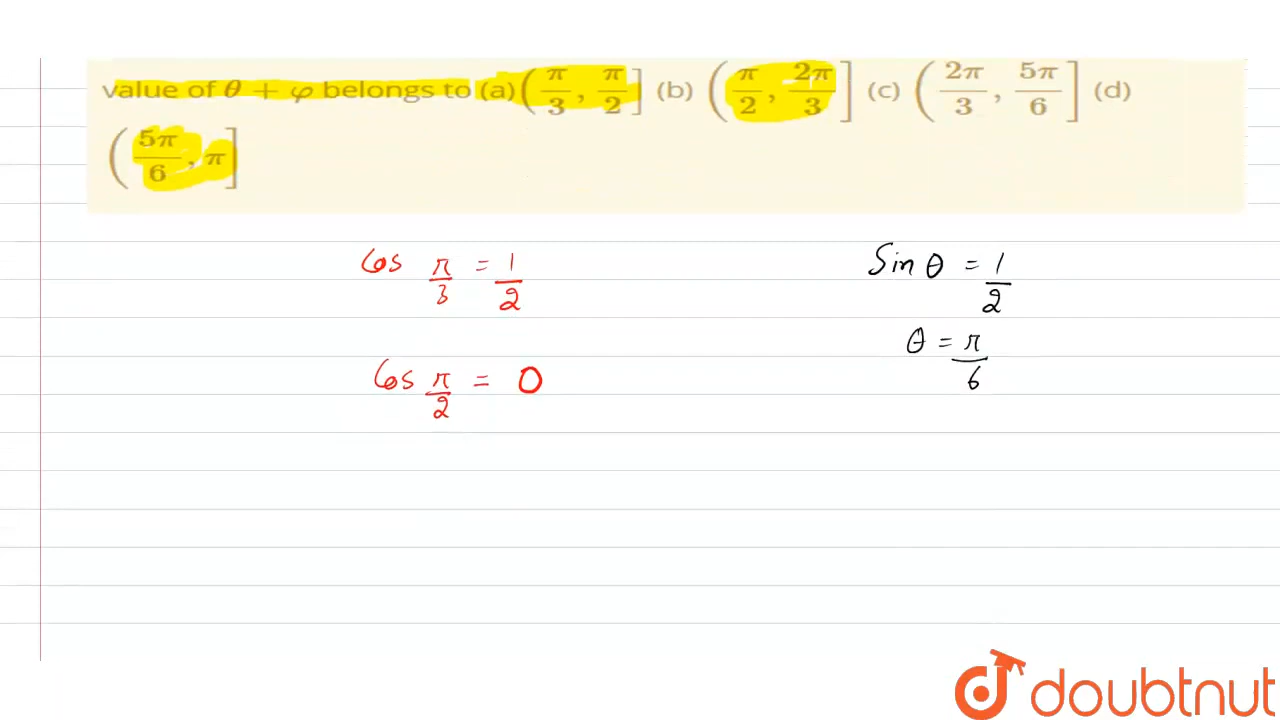 value of θ + φ belongs to (a) (π/3, π/2] (b) (π/2, 2π/3] (c) (2π/3, 5π/6] (d)
(5π/6, π]
Cos π/3 = 1/2
Sin θ = 1/2
θ = π/6
Cos π/2 = 0
doubtnut